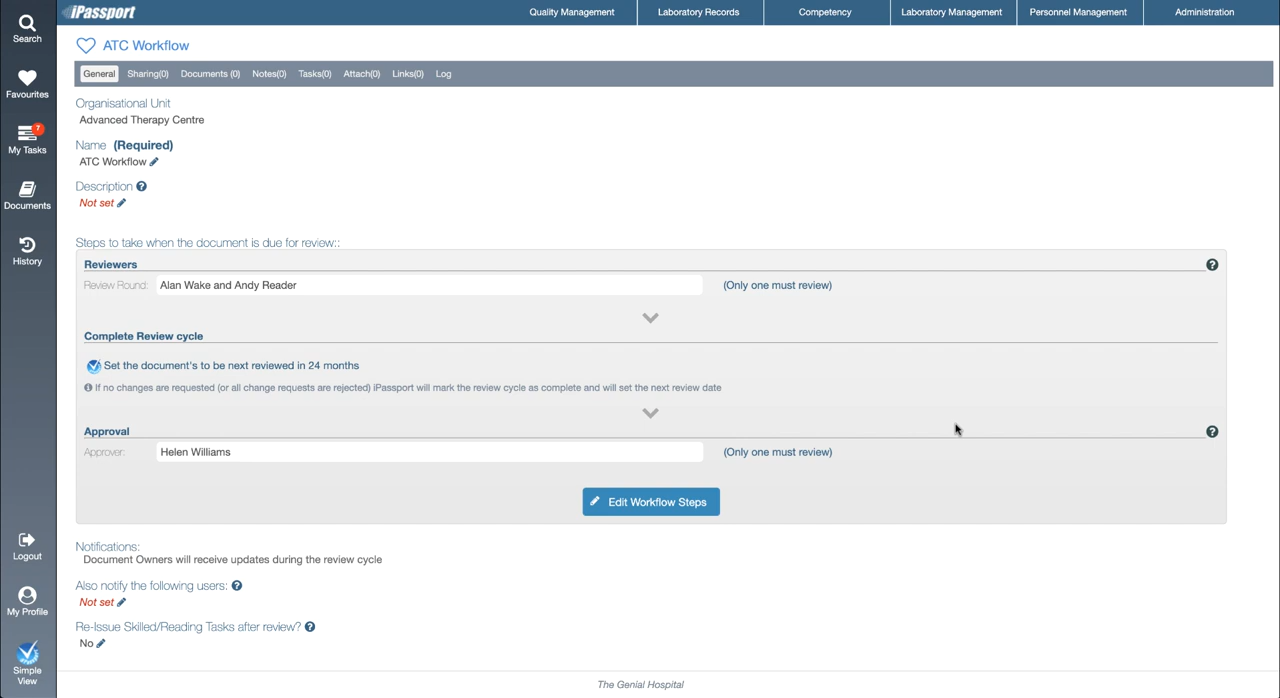 iPassport
Quality Management
Laboratory Records
Competency
Laboratory Management
Personnel Management
Administration
Search
Favourites
7
My Tasks
Documents
History
Logout
My Profile
Simple
View
ATC Workflow
General Sharing(0) Documents (0) Notes(0) Tasks(0) Attach(0) Links(0) Log
Organisational Unit
Advanced Therapy Centre
Name (Required)
ATC Workflow
Description ?
Not set
Steps to take when the document is due for review::
Reviewers ?
Review Round: Alan Wake and Andy Reader (Only one must review)
Complete Review cycle
Set the document's to be next reviewed in 24 months
If no changes are requested (or all change requests are rejected) iPassport will mark the review cycle as complete and will set the next review date
Approval ?
Approver: Helen Williams (Only one must review)
Edit Workflow Steps
Notifications:
Document Owners will receive updates during the review cycle
Also notify the following users: ?
Not set
Re-Issue Skilled/Reading Tasks after review? ?
No
The Genial Hospital